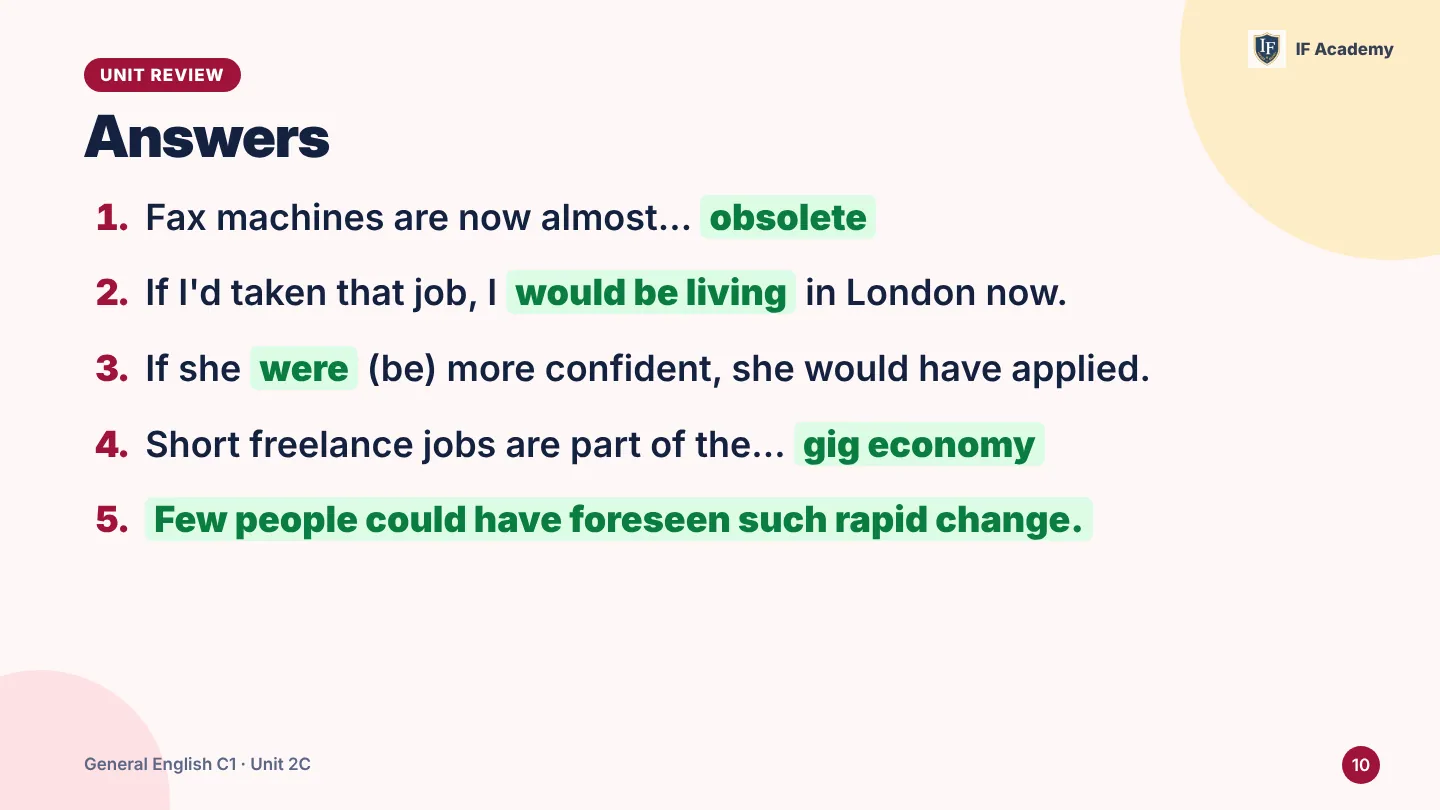 IF Academy
UNIT REVIEW
Answers
1. Fax machines are now almost... obsolete
2. If I'd taken that job, I would be living in London now.
3. If she were (be) more confident, she would have applied.
4. Short freelance jobs are part of the... gig economy
5. Few people could have foreseen such rapid change.
General English C1 · Unit 2C
10